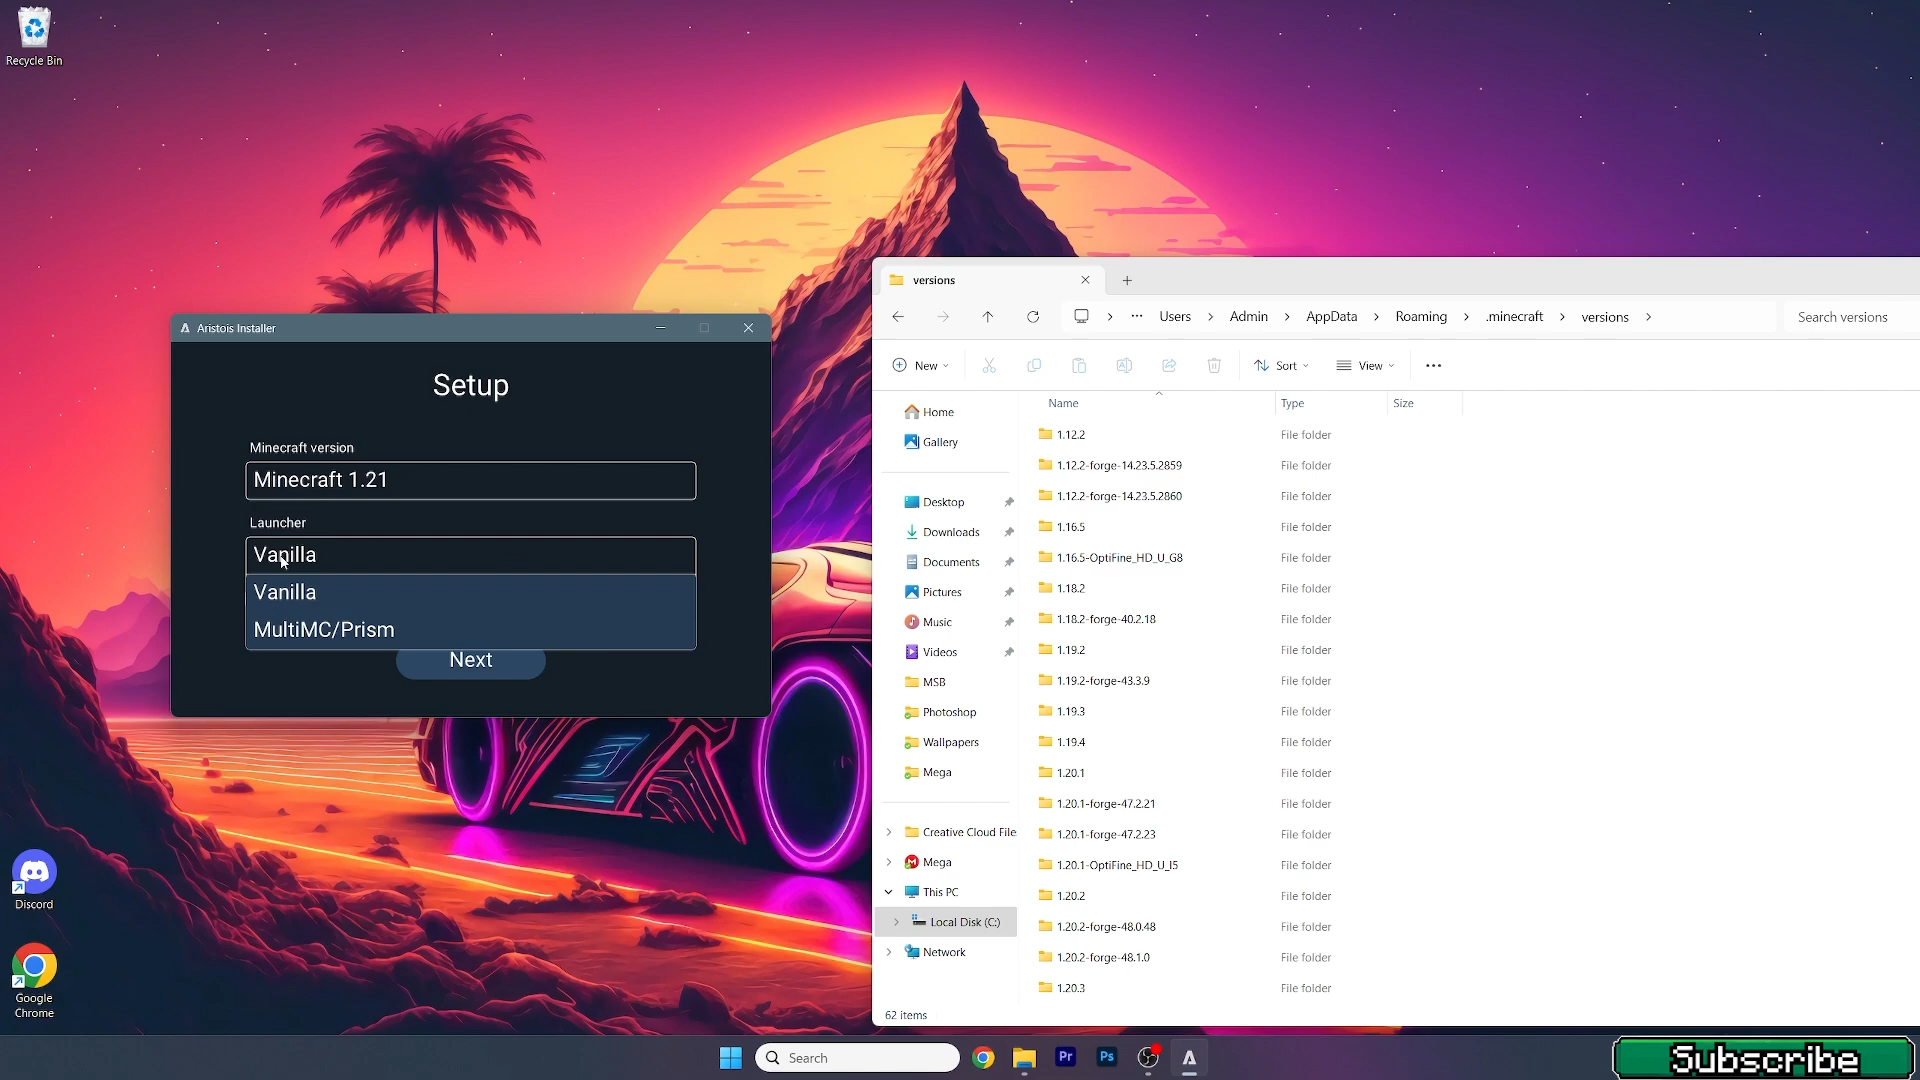 Recycle Bin
Aristois Installer
Setup
Minecraft version
Minecraft 1.21
Launcher
Vanilla
Vanilla
MultiMC/Prism
Next
Discord
Google
Chrome
versions
Users
Admin
AppData
Roaming
.minecraft
versions
Search versions
New
Sort
View
Home
Gallery
Desktop
Downloads
Documents
Pictures
Music
Videos
MSB
Photoshop
Wallpapers
Mega
Creative Cloud File
Mega
This PC
Local Disk (C:)
Network
Name Type Size
1.12.2 File folder
1.12.2-forge-14.23.5.2859 File folder
1.12.2-forge-14.23.5.2860 File folder
1.16.5 File folder
1.16.5-OptiFine_HD_U_G8 File folder
1.18.2 File folder
1.18.2-forge-40.2.18 File folder
1.19.2 File folder
1.19.2-forge-43.3.9 File folder
1.19.3 File folder
1.19.4 File folder
1.20.1 File folder
1.20.1-forge-47.2.21 File folder
1.20.1-forge-47.2.23 File folder
1.20.1-OptiFine_HD_U_I5 File folder
1.20.2 File folder
1.20.2-forge-48.0.48 File folder
1.20.2-forge-48.1.0 File folder
1.20.3 File folder
62 items
Search
Pr
Ps
Subscribe